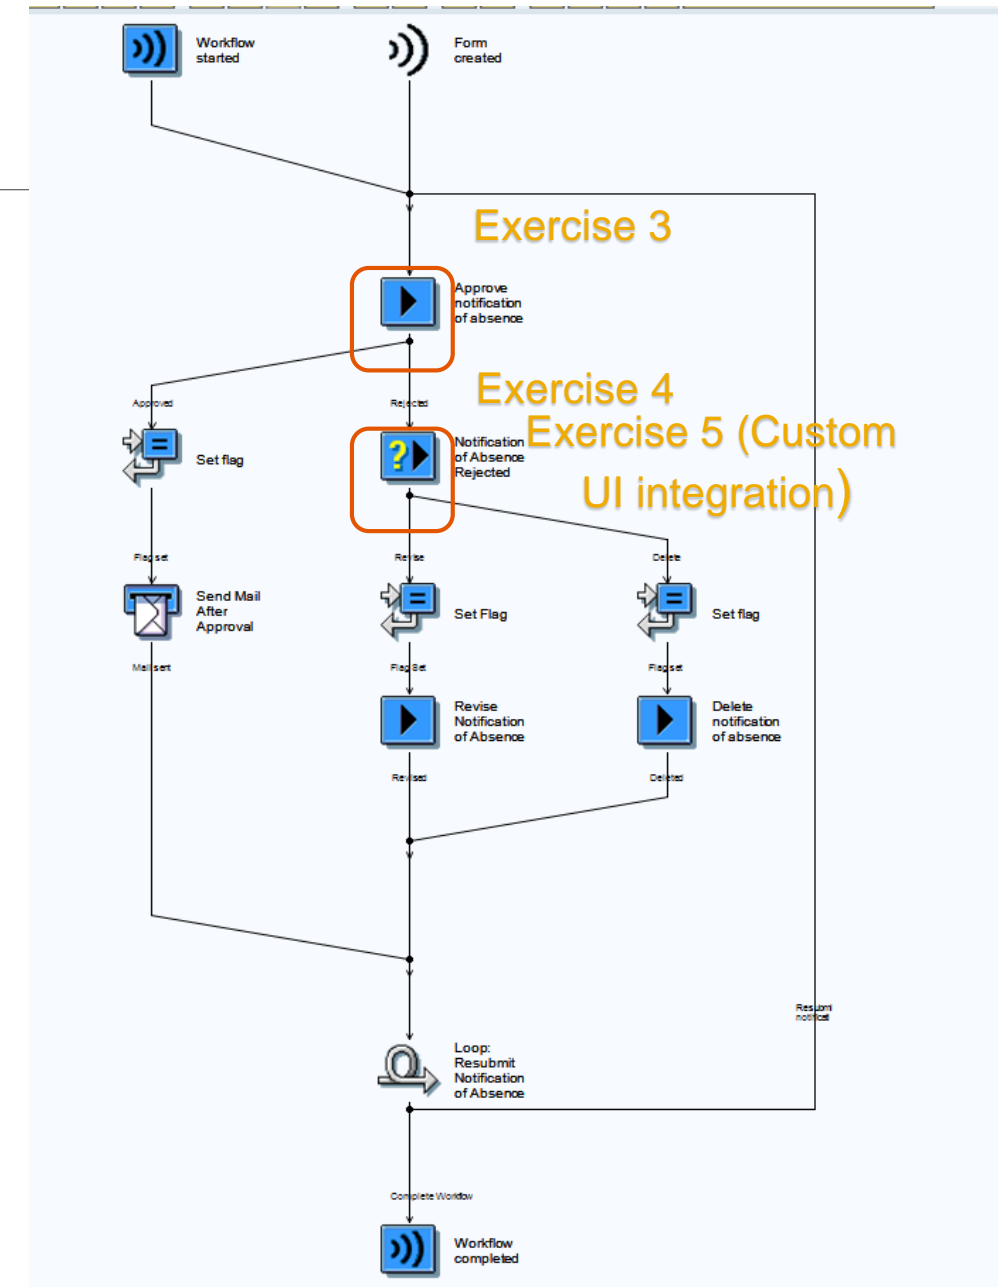 Workflow
started
Form
created
Exercise 3
Approve
notification
of absence
Approved
Rejected
Exercise 4
Exercise 5 (Custom
UI integration)
Set flag
Notification
of Absence
Rejected
Flag set
Revise
Delete
Send Mail
After
Approval
Set Flag
Set flag
Mail sent
Flag Set
Flag set
Revise
Notification
of Absence
Delete
notification
of absence
Revised
Deleted
Resubmi
notificati
Loop:
Resubmit
Notification
of Absence
Complete Workflow
Workflow
completed